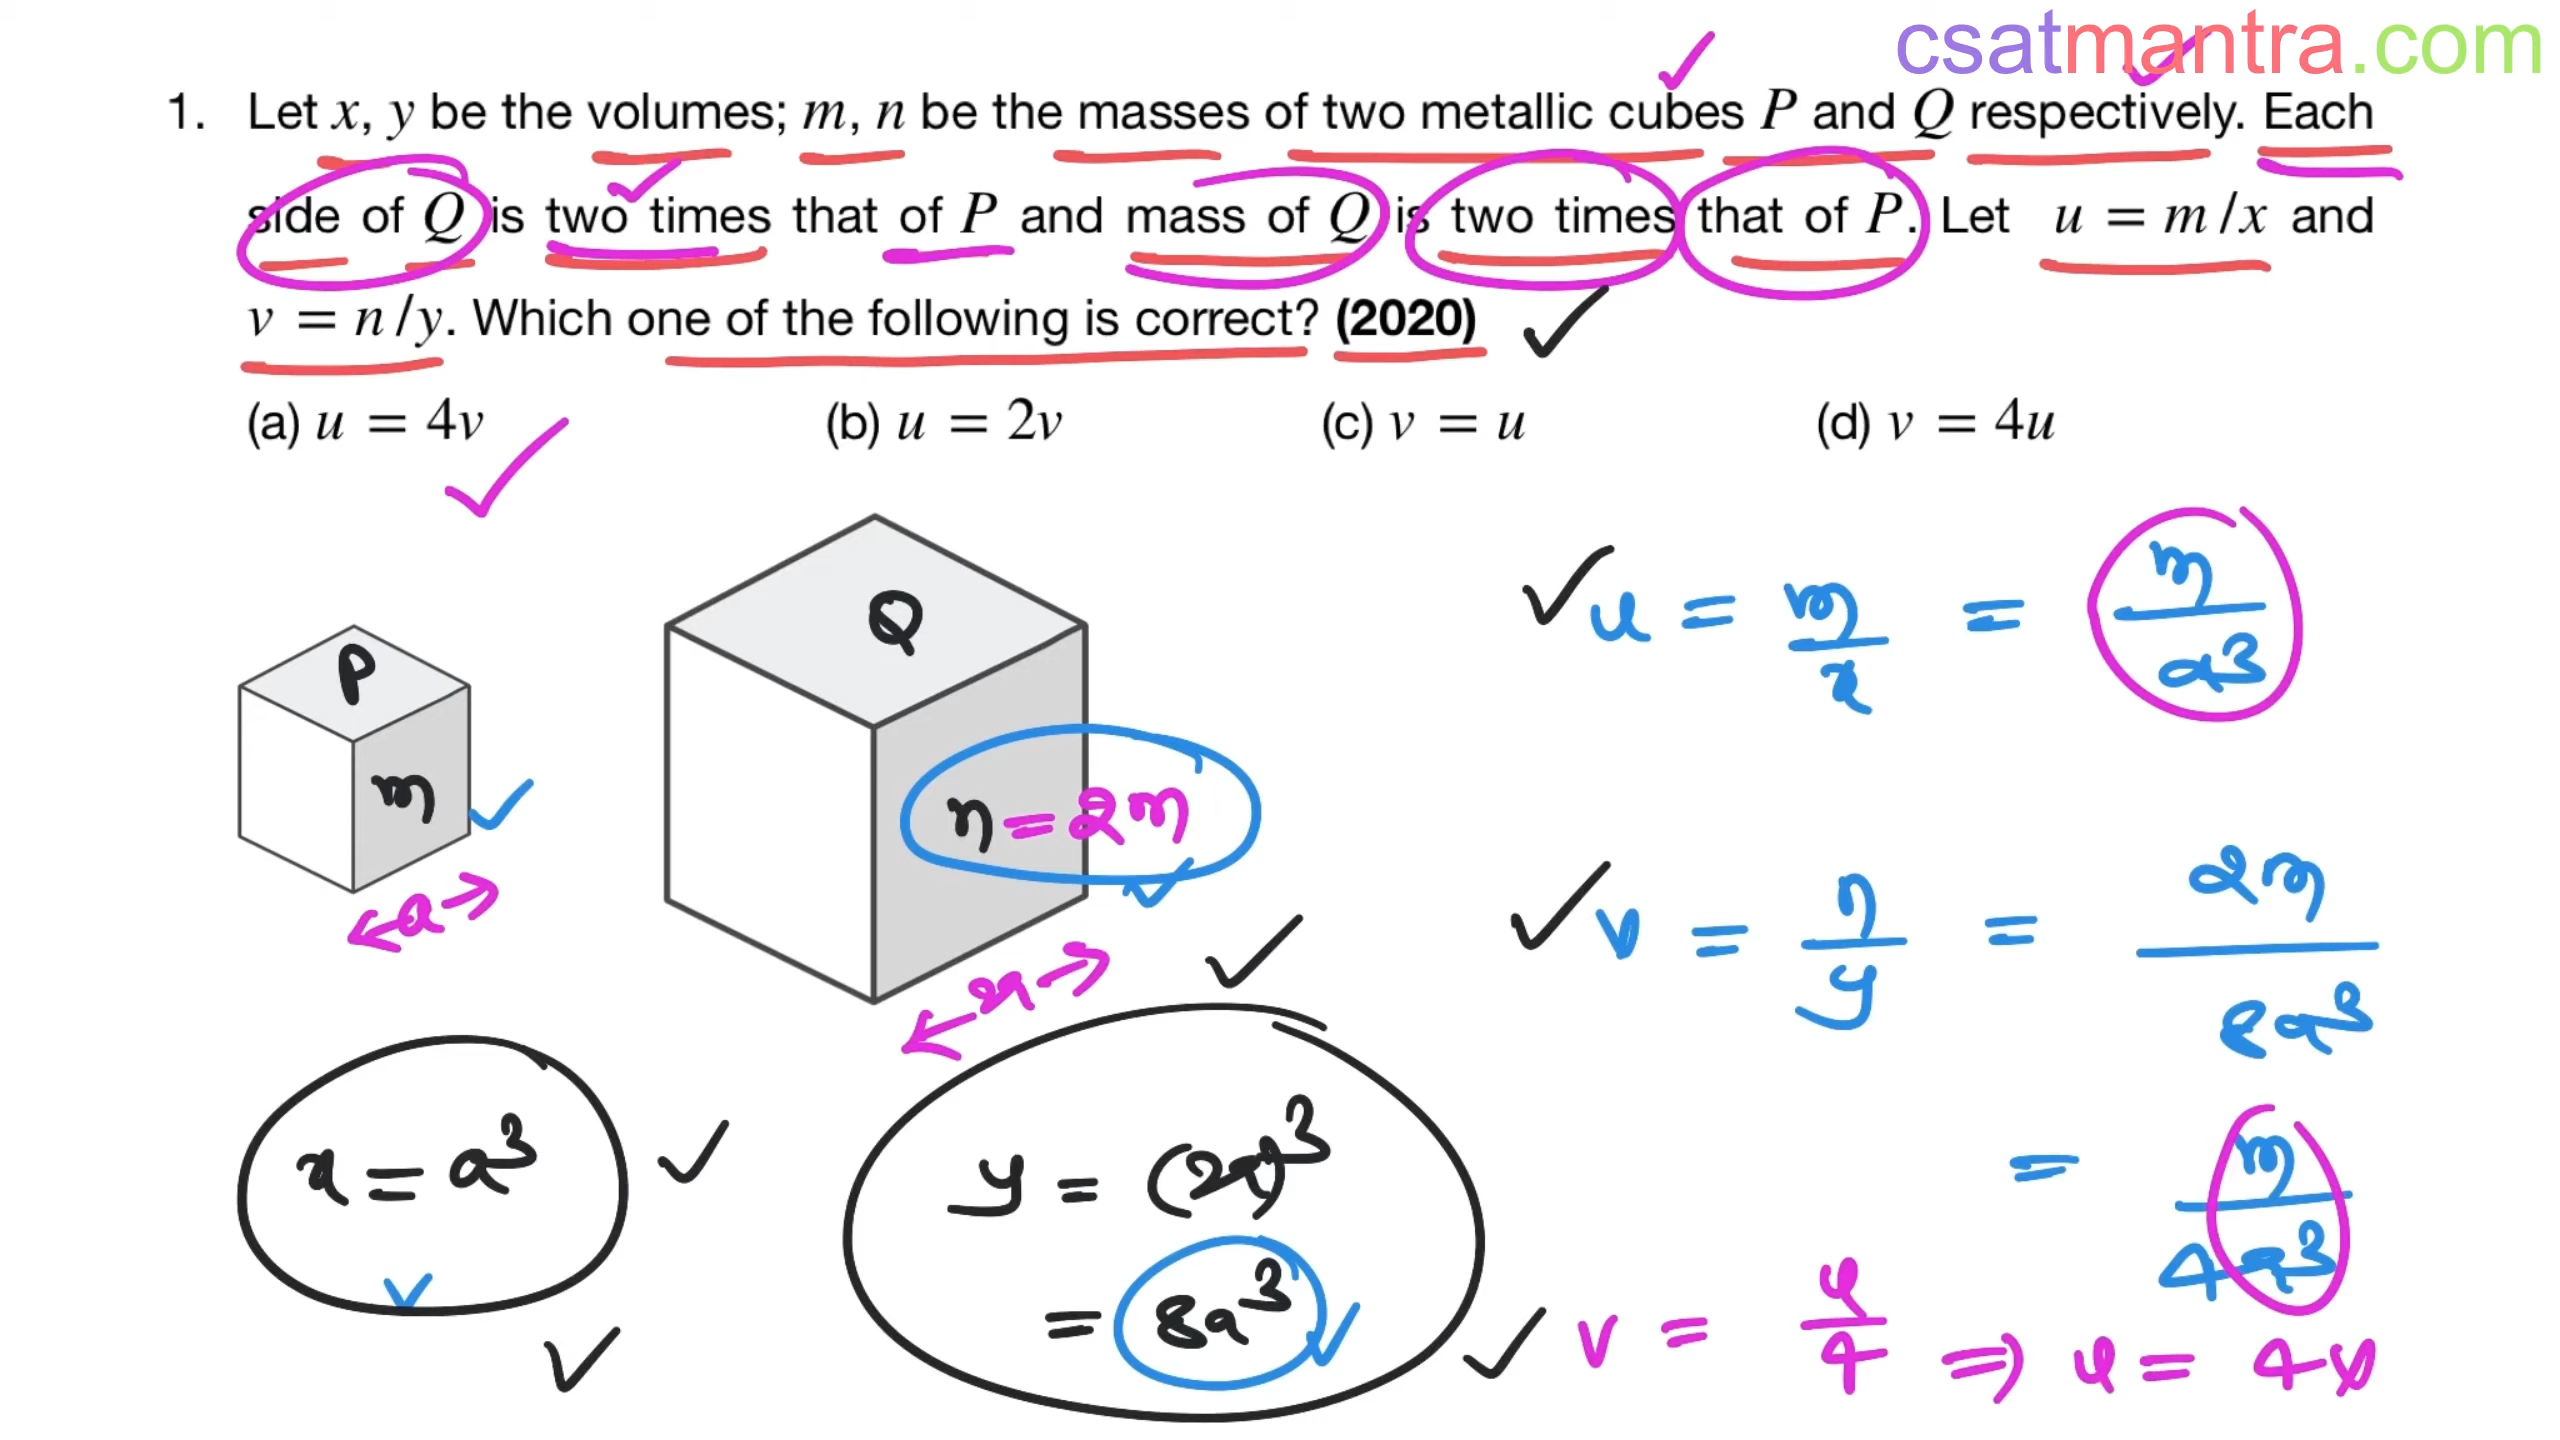 csatmantra.com
1. Let x, y be the volumes; m, n be the masses of two metallic cubes P and Q respectively. Each
side of Q is two times that of P and mass of Q is two times that of P. Let u = m/x and
v = n/y. Which one of the following is correct? (2020)
(a) u = 4v (b) u = 2v (c) v = u (d) v = 4u
P
m
a
Q
n = 2m
2a
x = a³
y = (2a)³
= 8a³
u = m/x = m/a³
v = n/y = 2m/8a³
= m/4a³
v = u/4 ⇒ u = 4v